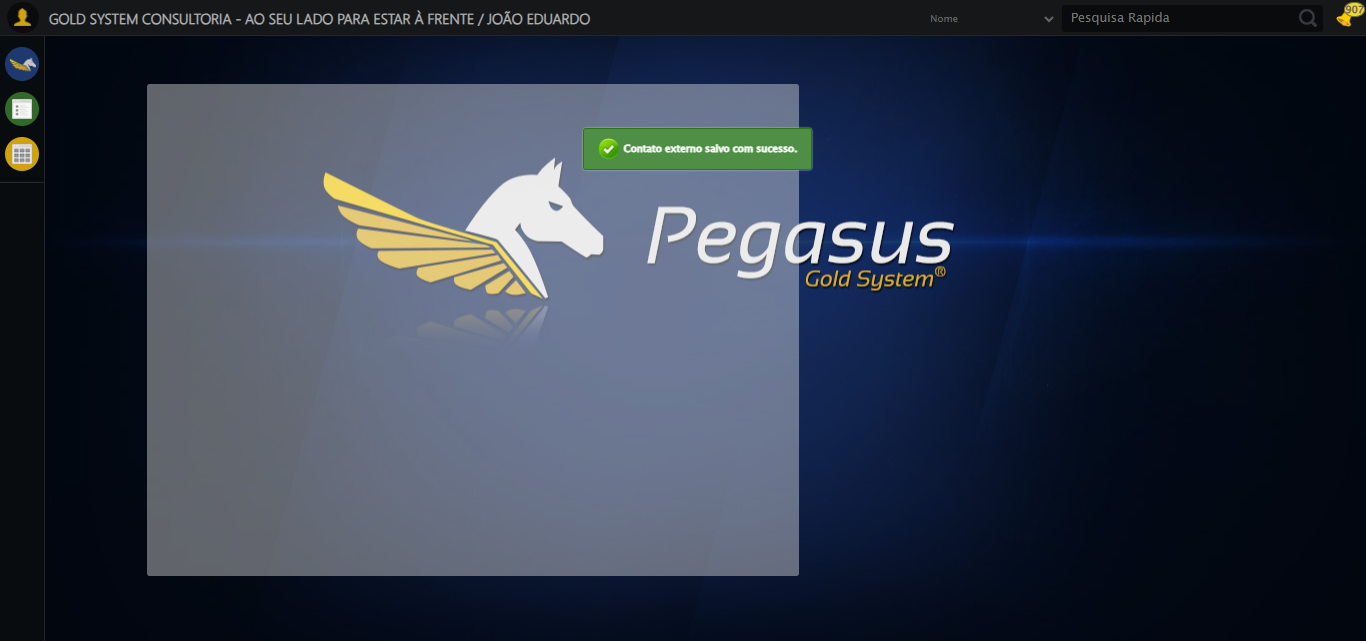 GOLD SYSTEM CONSULTORIA - AO SEU LADO PARA ESTAR À FRENTE / JOÃO EDUARDO
Nome
Pesquisa Rapida
907
Contato externo salvo com sucesso.
Pegasus
Gold System®